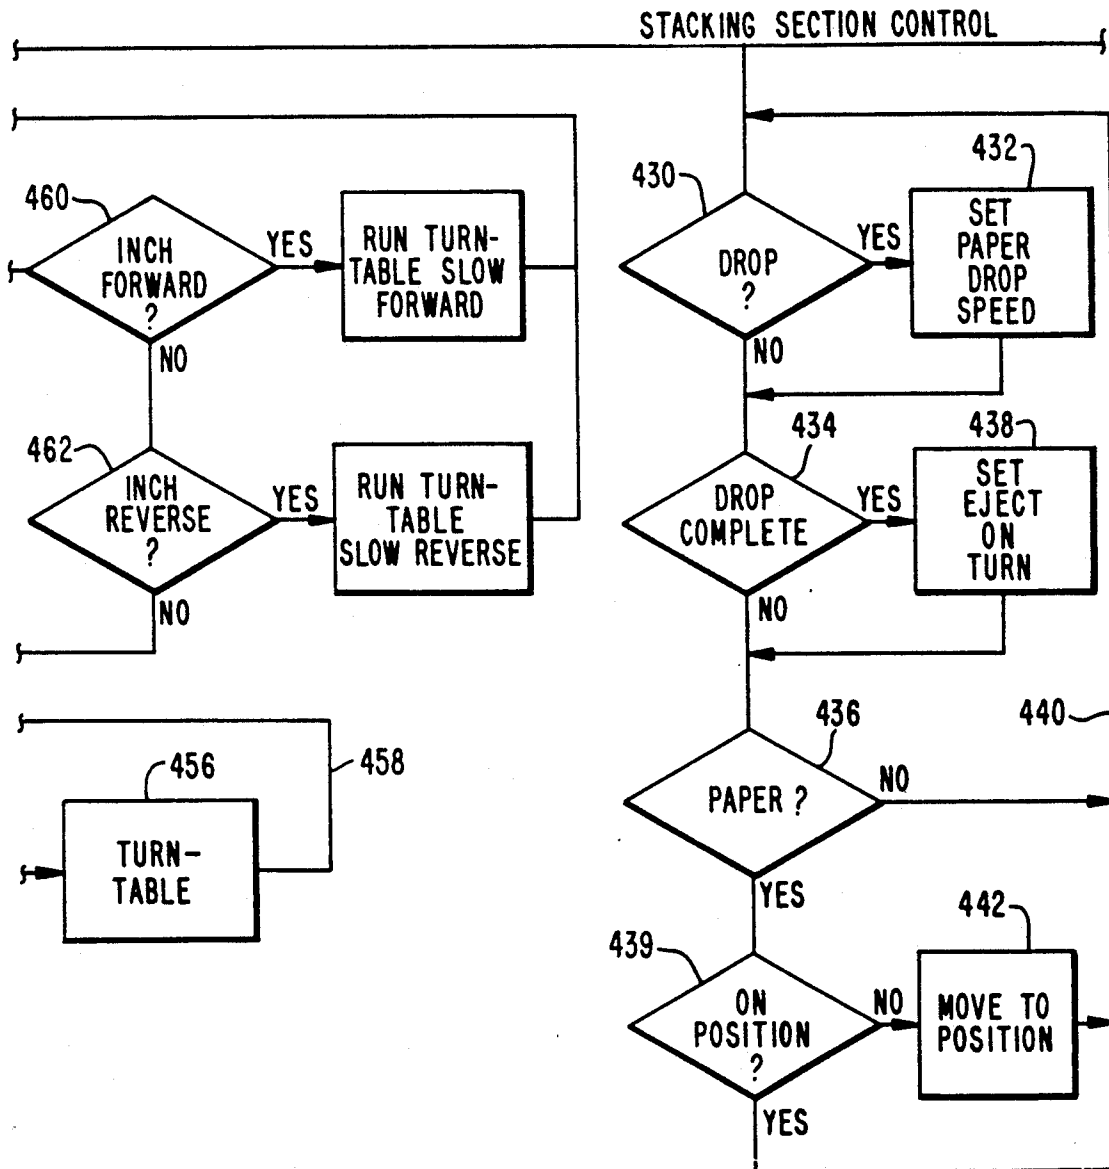 STACKING SECTION CONTROL
460
INCH
FORWARD
?
YES
NO
RUN TURN-
TABLE SLOW
FORWARD
462
INCH
REVERSE
?
YES
NO
RUN TURN-
TABLE
SLOW REVERSE
456
458
TURN-
TABLE
430
DROP
?
YES
NO
432
SET
PAPER
DROP
SPEED
434
DROP
COMPLETE
YES
NO
438
SET
EJECT
ON
TURN
436
PAPER ?
NO
YES
440
439
ON
POSITION
?
NO
YES
442
MOVE TO
POSITION